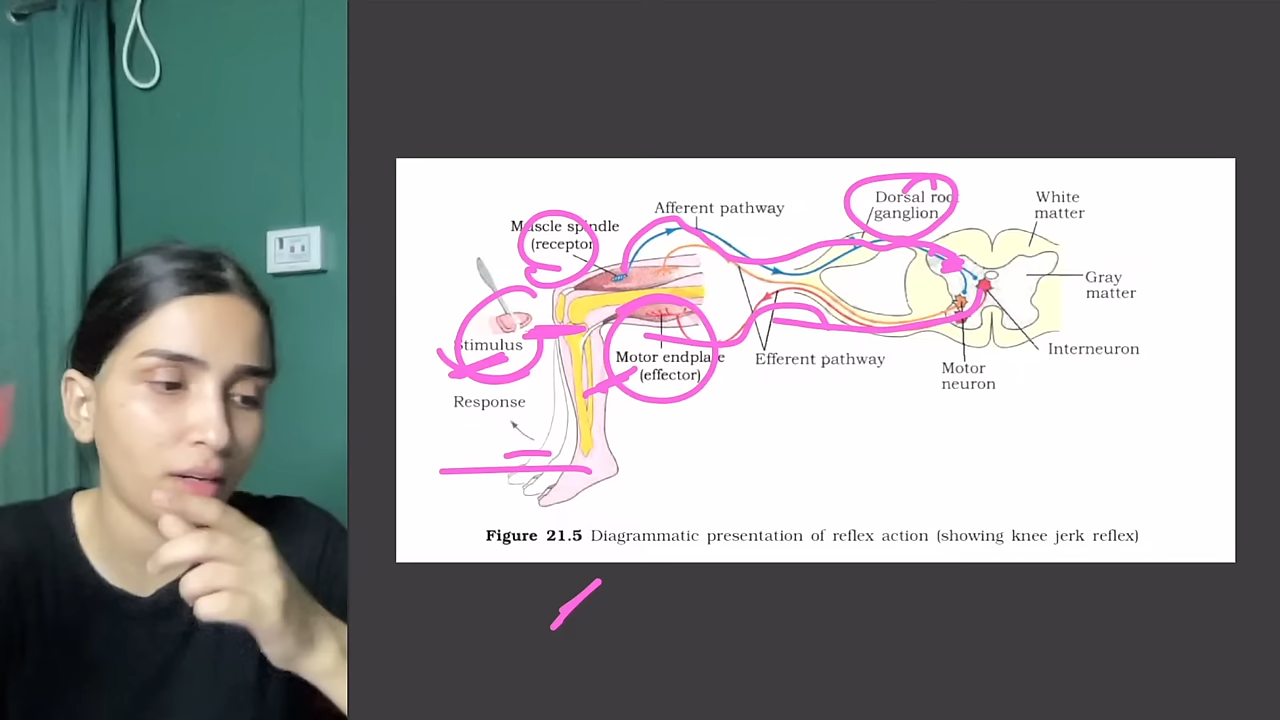 Afferent pathway
Dorsal root
ganglion
White
matter
Muscle spindle
(receptor)
Gray
matter
Stimulus
Motor endplate
(effector)
Efferent pathway
Interneuron
Motor
neuron
Response
Figure 21.5 Diagrammatic presentation of reflex action (showing knee jerk reflex)